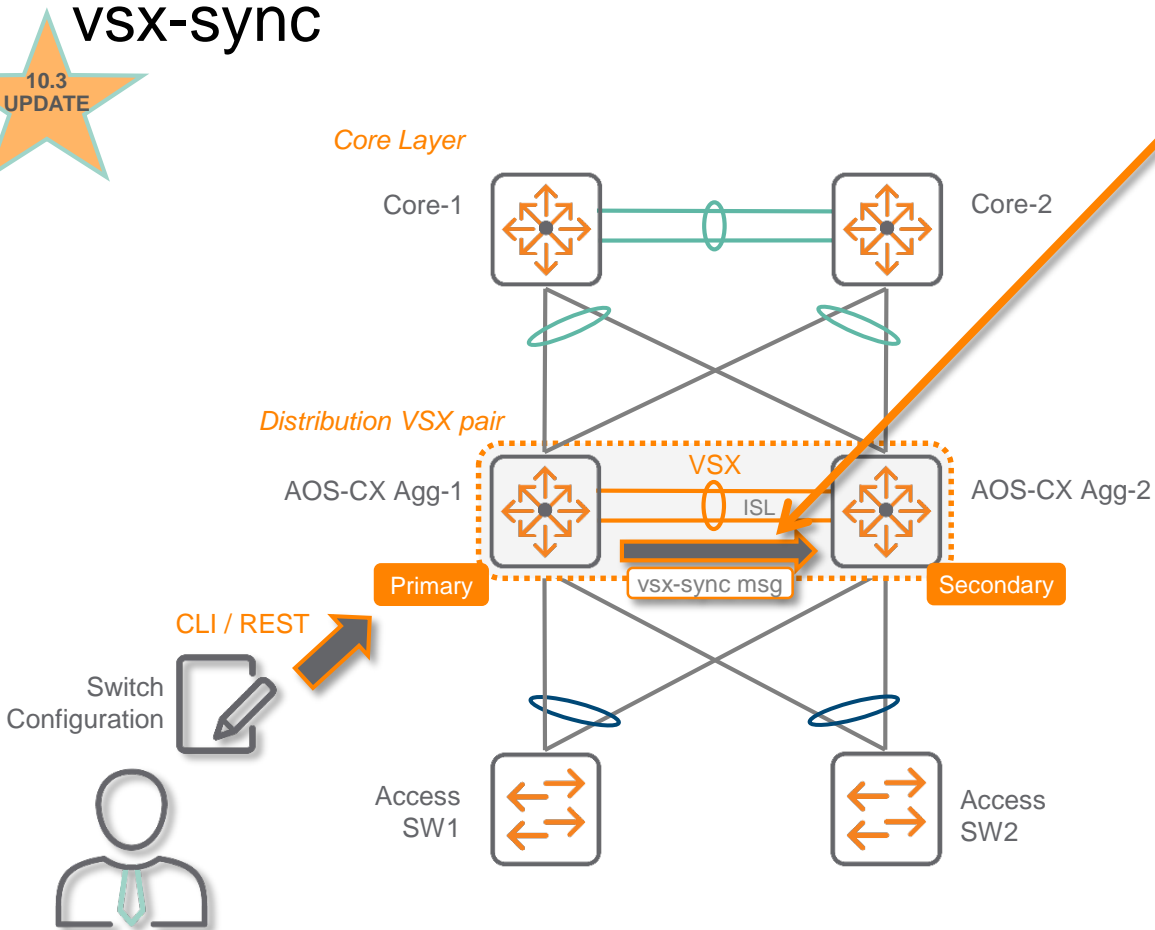 vsx-sync
10.3
UPDATE
Core Layer
Core-1
Core-2
Distribution VSX pair
VSX
AOS-CX Agg-1
ISL
AOS-CX Agg-2
Primary
vsx-sync msg
Secondary
CLI / REST
Switch
Configuration
Access
SW1
Access
SW2